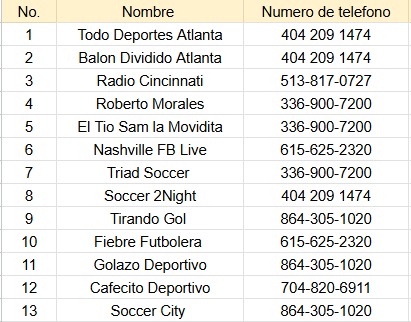 No. Nombre Numero de telefono
1 Todo Deportes Atlanta 404 209 1474
2 Balon Dividido Atlanta 404 209 1474
3 Radio Cincinnati 513-817-0727
4 Roberto Morales 336-900-7200
5 El Tio Sam la Movidita 336-900-7200
6 Nashville FB Live 615-625-2320
7 Triad Soccer 336-900-7200
8 Soccer 2Night 404 209 1474
9 Tirando Gol 864-305-1020
10 Fiebre Futbolera 615-625-2320
11 Golazo Deportivo 864-305-1020
12 Cafecito Deportivo 704-820-6911
13 Soccer City 864-305-1020